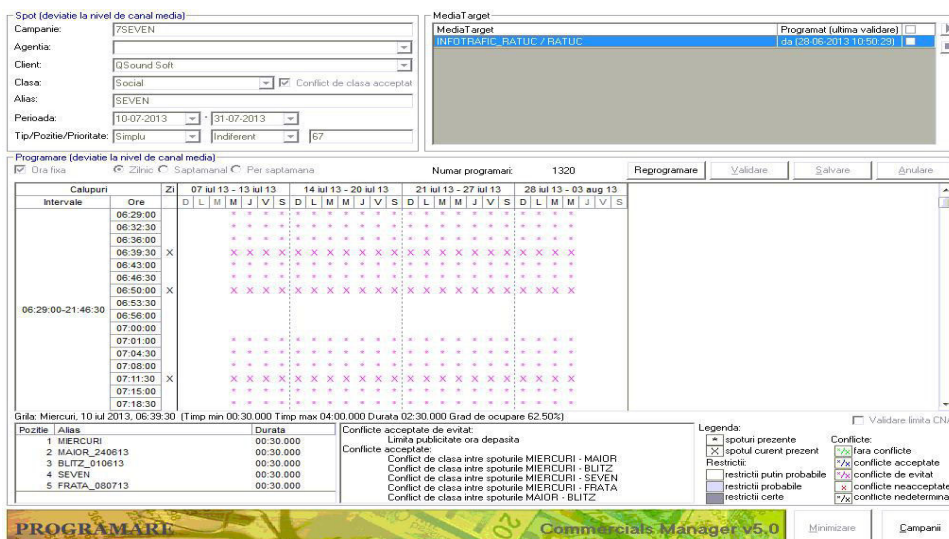 Spot (deviatie la nivel de canal media)
Campanie: 7SEVEN
Agentia:
Client: QSound Soft
Clasa: Social Conflict de clasa acceptat
Alias: SEVEN
Perioada: 10-07-2013 - 31-07-2013
Tip/Pozitie/Prioritate: Simplu Indiferent 67
MediaTarget
MediaTarget Programat (ultima validare)
INFOTRAFIC_RATUC / RATUC da (28-06-2013 10:50:29)
Programare (deviatie la nivel de canal media)
Ora fixa Zilnic Saptamanal Per saptamana Numar programari: 1320 Reprogramare Validare Salvare Anulare
Calupuri Zi 07 iul 13 - 13 iul 13 14 iul 13 - 20 iul 13 21 iul 13 - 27 iul 13 28 iul 13 - 03 aug 13
Intervale Ore D L M M J V S D L M M J V S D L M M J V S D L M M J V S
06:29:00-21:46:30
06:29:00 * * * * * * * * * * * * * * * * * * * * * *
06:32:30 * * * * * * * * * * * * * * * * * * * * * *
06:36:00 * * * * * * * * * * * * * * * * * * * * * *
06:39:30 X X X X X X X X X X X X X X X X X X X X X X X
06:43:00 * * * * * * * * * * * * * * * * * * * * * *
06:46:30 * * * * * * * * * * * * * * * * * * * * * *
06:50:00 X X X X X X X X X X X X X X X X X X X X X X X
06:53:30
06:56:00
07:00:00
07:01:00 * * * * * * * * * * * * * * * * * * * * * *
07:04:30 * * * * * * * * * * * * * * * * * * * * * *
07:08:00 * * * * * * * * * * * * * * * * * * * * * *
07:11:30 X X X X X X X X X X X X X X X X X X X X X X X
07:15:00 * * * * * * * * * * * * * * * * * * * * * *
07:18:30 * * * * * * * * * * * * * * * * * * * * * *
Grila: Miercuri, 10 iul 2013, 06:39:30 (Timp min 00:30.000 Timp max 04:00.000 Durata 02:30.000 Grad de ocupare 62.50%)
Validare limita CNA
Pozitie Alias Durata
1 MIERCURI 00:30.000
2 MAIOR_240613 00:30.000
3 BLITZ_010613 00:30.000
4 SEVEN 00:30.000
5 FRATA_080713 00:30.000
Conflicte acceptate de evitat:
Limita publicitate ora depasita
Conflicte acceptate:
Conflict de clasa intre spoturile MIERCURI - MAIOR
Conflict de clasa intre spoturile MIERCURI - BLITZ
Conflict de clasa intre spoturile MIERCURI - SEVEN
Conflict de clasa intre spoturile MIERCURI - FRATA
Conflict de clasa intre spoturile MAIOR - BLITZ
Legenda:
* spoturi prezente
X spotul curent prezent
Restrictii:
restrictii putin probabile
restrictii probabile
restrictii certe
Conflicte:
*/x fara conflicte
*/x conflicte acceptate
*/x conflicte de evitat
x conflicte neacceptate
*/x conflicte nedetermina
PROGRAMARE Commercials Manager v5.0 Minimizare Campanii